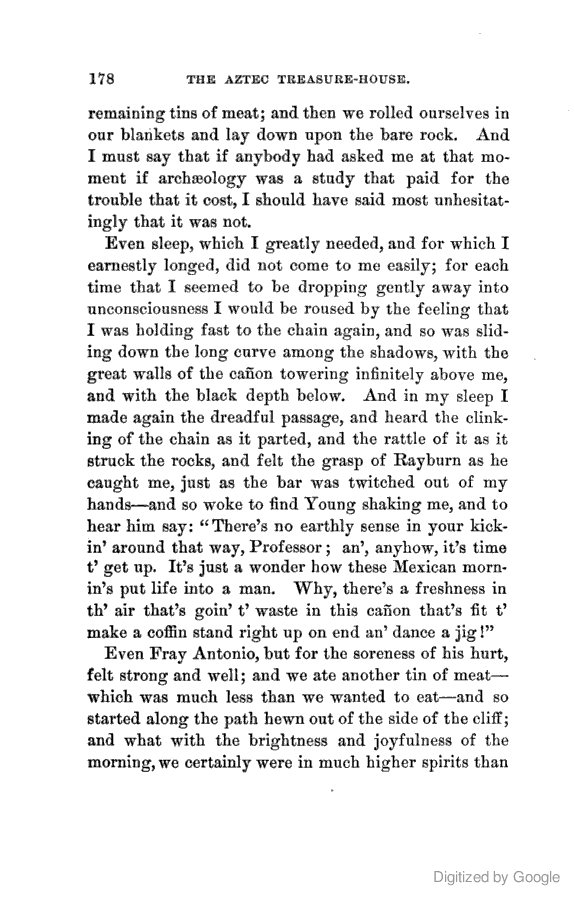 178 THE AZTEC TREASURE-HOUSE.
remaining tins of meat; and then we rolled ourselves in
our blankets and lay down upon the bare rock. And
I must say that if anybody had asked me at that mo-
ment if archæology was a study that paid for the
trouble that it cost, I should have said most unhesitat-
ingly that it was not.
Even sleep, which I greatly needed, and for which I
earnestly longed, did not come to me easily; for each
time that I seemed to be dropping gently away into
unconsciousness I would be roused by the feeling that
I was holding fast to the chain again, and so was slid-
ing down the long curve among the shadows, with the
great walls of the cañon towering infinitely above me,
and with the black depth below. And in my sleep I
made again the dreadful passage, and heard the clink-
ing of the chain as it parted, and the rattle of it as it
struck the rocks, and felt the grasp of Rayburn as he
caught me, just as the bar was twitched out of my
hands—and so woke to find Young shaking me, and to
hear him say: “There's no earthly sense in your kick-
in' around that way, Professor; an', anyhow, it's time
t' get up. It's just a wonder how these Mexican morn-
in's put life into a man. Why, there's a freshness in
th' air that's goin' t' waste in this cañon that's fit t'
make a coffin stand right up on end an' dance a jig!”
Even Fray Antonio, but for the soreness of his hurt,
felt strong and well; and we ate another tin of meat—
which was much less than we wanted to eat—and so
started along the path hewn out of the side of the cliff;
and what with the brightness and joyfulness of the
morning, we certainly were in much higher spirits than
Digitized by Google